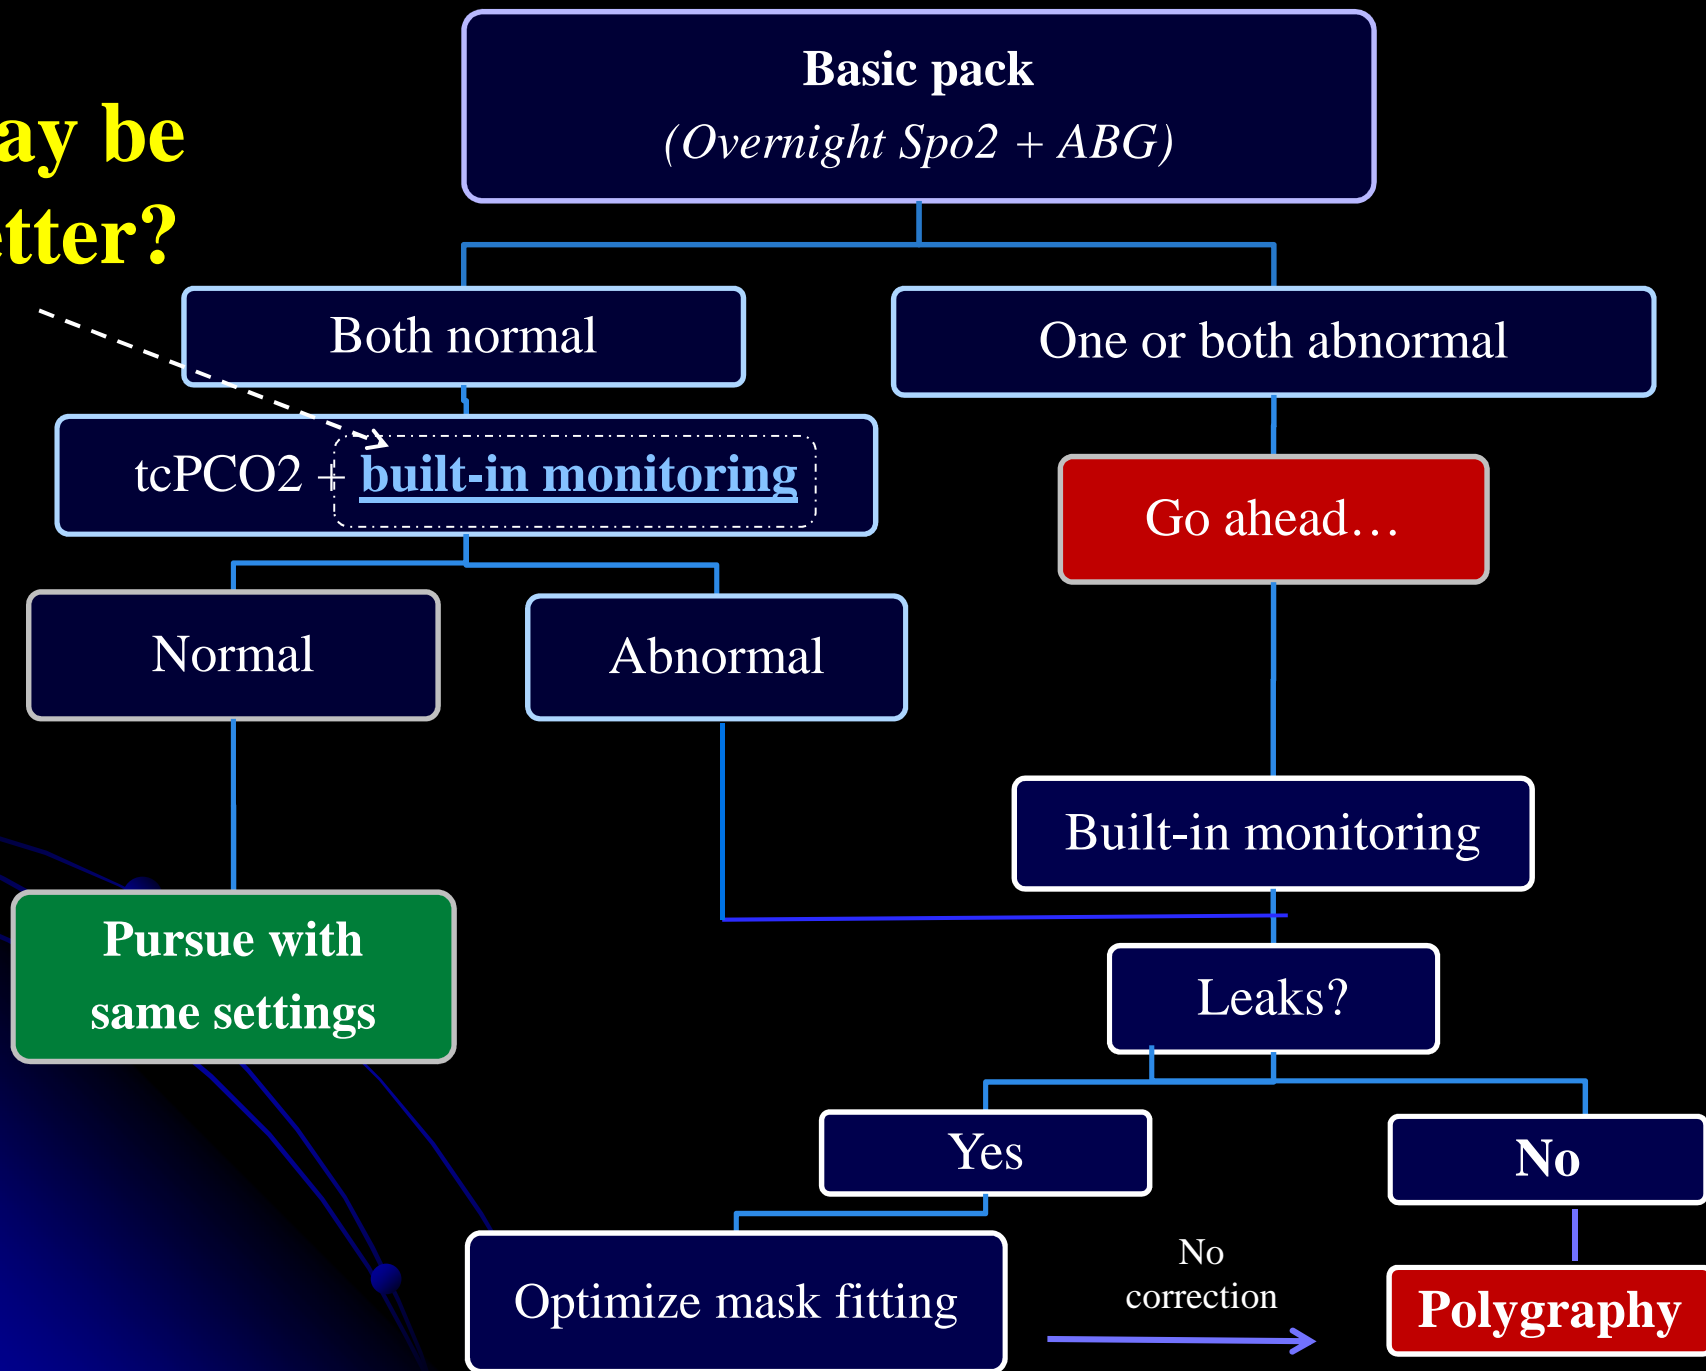 Basic pack
(Overnight Spo2 + ABG)
ay be
etter?
Both normal
One or both abnormal
tcPCO2 + built-in monitoring
Go ahead…
Normal
Abnormal
Built-in monitoring
Pursue with
same settings
Leaks?
Yes
No
Optimize mask fitting
No
correction
Polygraphy